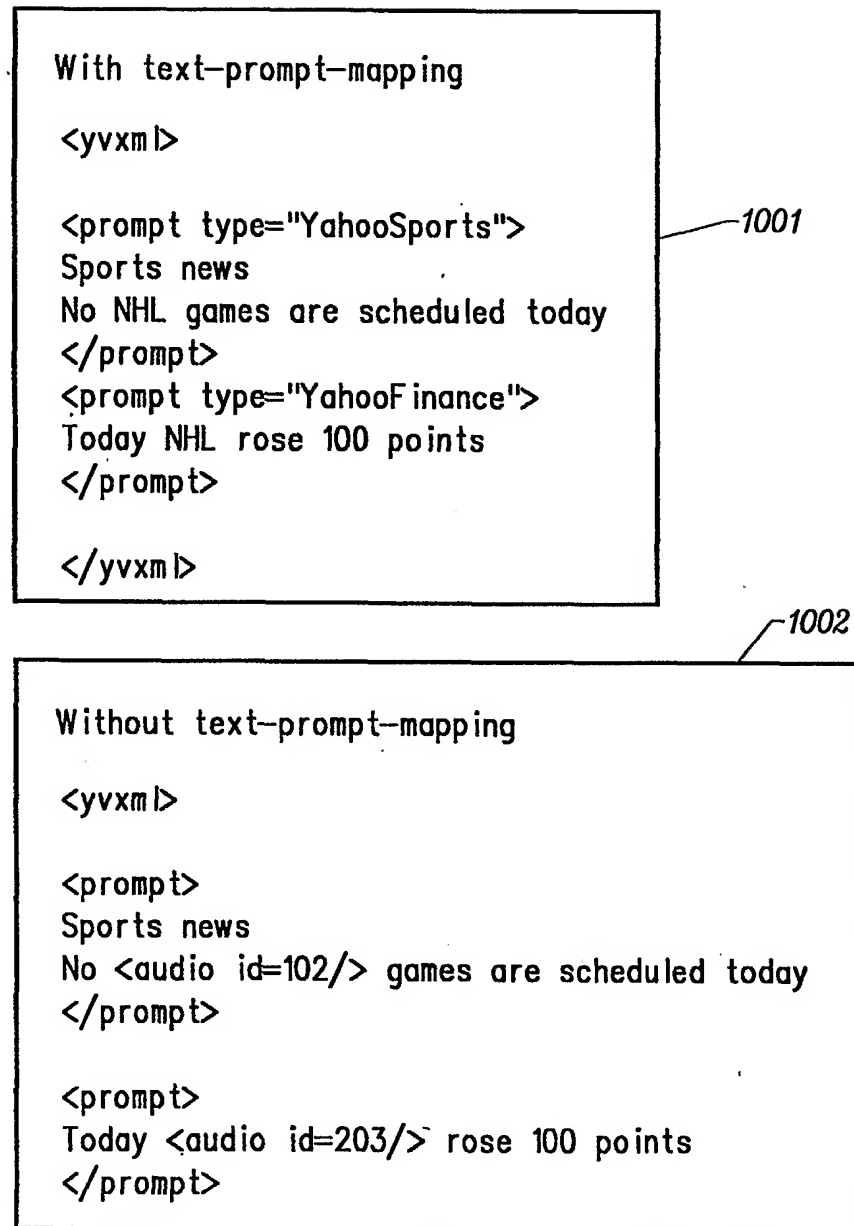 With text-prompt-mapping
<yvxml>
<prompt type="YahooSports">
1001
Sports news
No NHL games are scheduled today
</prompt>
<prompt type="YahooFinance">
Today NHL rose 100 points
</prompt>
</yvxml>
1002
Without text-prompt-mapping
<yvxml>
<prompt>
Sports news
No <audio id=102/> games are scheduled today
</prompt>
<prompt>
Today <audio id=203/> rose 100 points
</prompt>